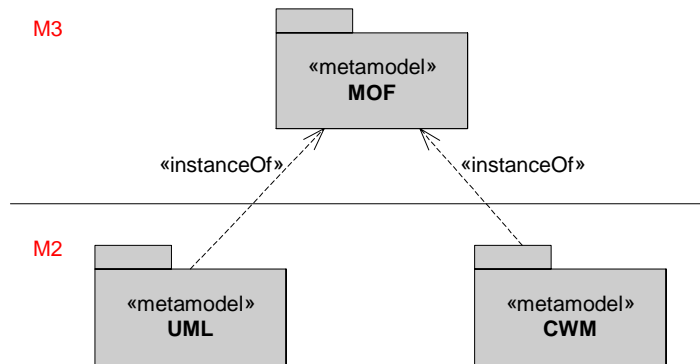 M3
«metamodel»
MOF
«instanceOf»
«instanceOf»
M2
«metamodel»
UML
«metamodel»
CWM